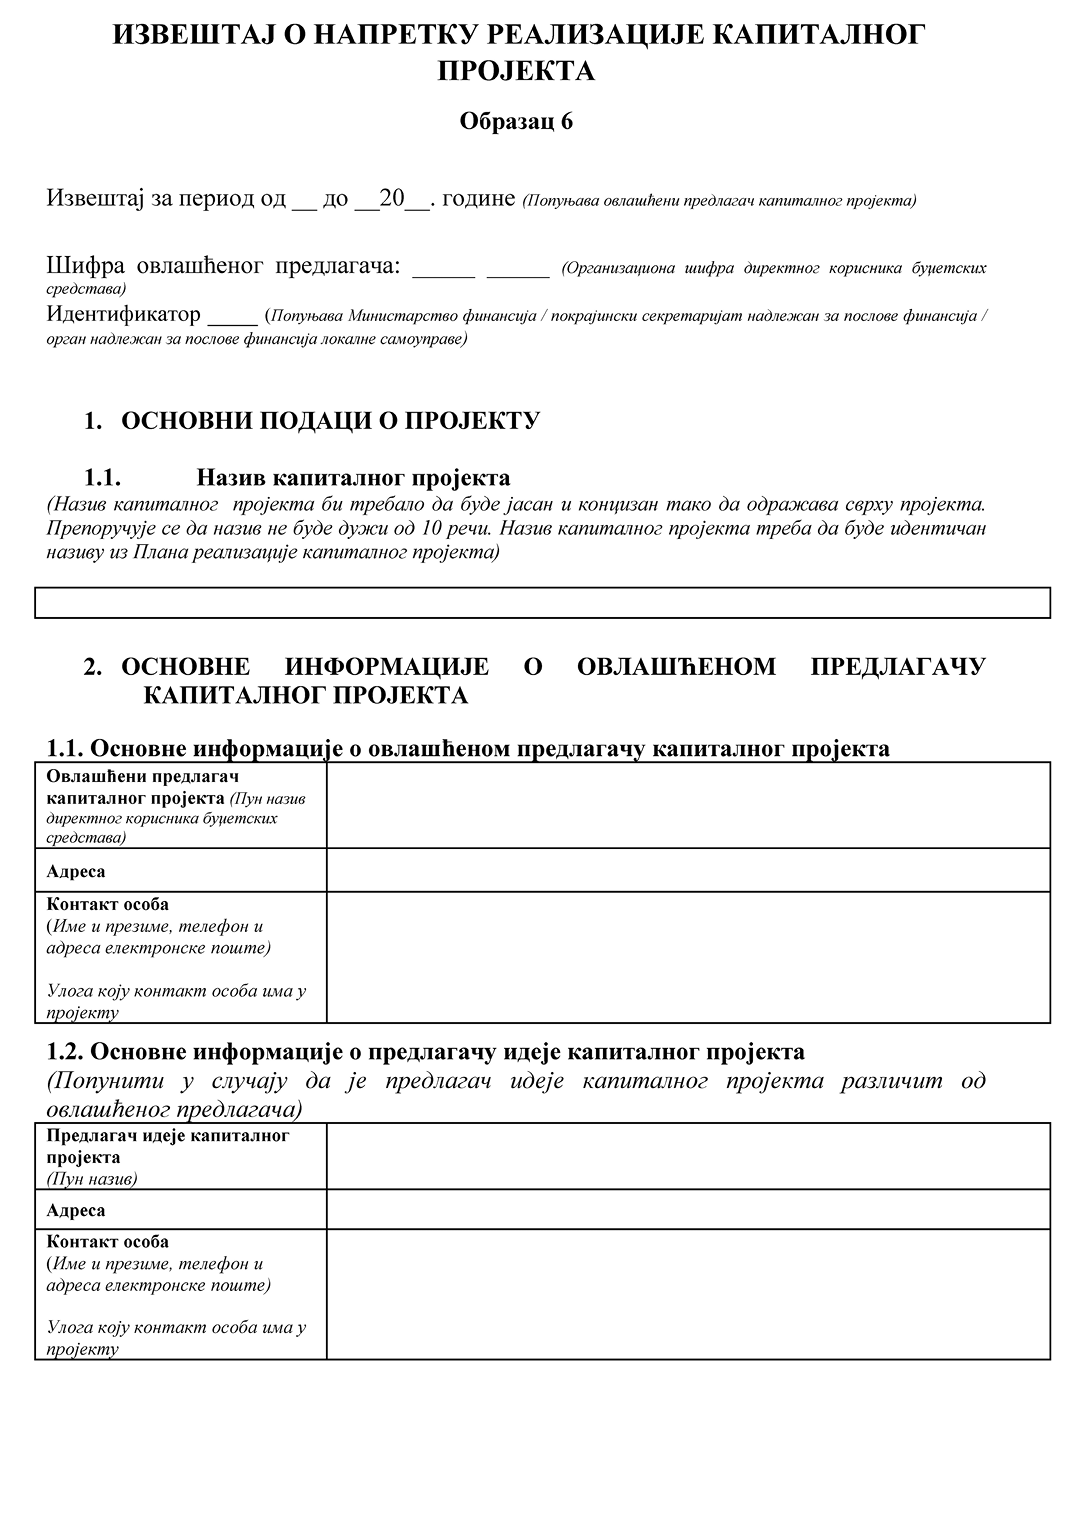 ИЗВЕШТАЈ О НАПРЕТКУ РЕАЛИЗАЦИЈЕ КАПИТАЛНОГ
ПРОЈЕКТА
Образац 6
Извештај за период од __ до __20__. године (Попуњава овлашћени предлагач капиталног пројекта)
Шифра овлашћеног предлагача: _____ _____ (Организациона шифра директног корисника буџетских
средстава)
Идентификатор ____ (Попуњава Министарство финансија / покрајински секретаријат надлежан за послове финансија /
орган надлежан за послове финансија локалне самоуправе)
1. ОСНОВНИ ПОДАЦИ О ПРОЈЕКТУ
1.1. Назив капиталног пројекта
(Назив капиталног пројекта би требало да буде јасан и концизан тако да одражава сврху пројекта.
Препоручује се да назив не буде дужи од 10 речи. Назив капиталног пројекта треба да буде идентичан
називу из Плана реализације капиталног пројекта)
2. ОСНОВНЕ ИНФОРМАЦИЈЕ О ОВЛАШЋЕНОМ ПРЕДЛАГАЧУ
КАПИТАЛНОГ ПРОЈЕКТА
1.1. Основне информације о овлашћеном предлагачу капиталног пројекта
Овлашћени предлагач
капиталног пројекта (Пун назив
директног корисника буџетских
средстава)
Адреса
Контакт особа
(Име и презиме, телефон и
адреса електронске поште)
Улога коју контакт особа има у
пројекту
1.2. Основне информације о предлагачу идеје капиталног пројекта
(Попунити у случају да је предлагач идеје капиталног пројекта различит од
овлашћеног предлагача)
Предлагач идеје капиталног
пројекта
(Пун назив)
Адреса
Контакт особа
(Име и презиме, телефон и
адреса електронске поште)
Улога коју контакт особа има у
пројекту